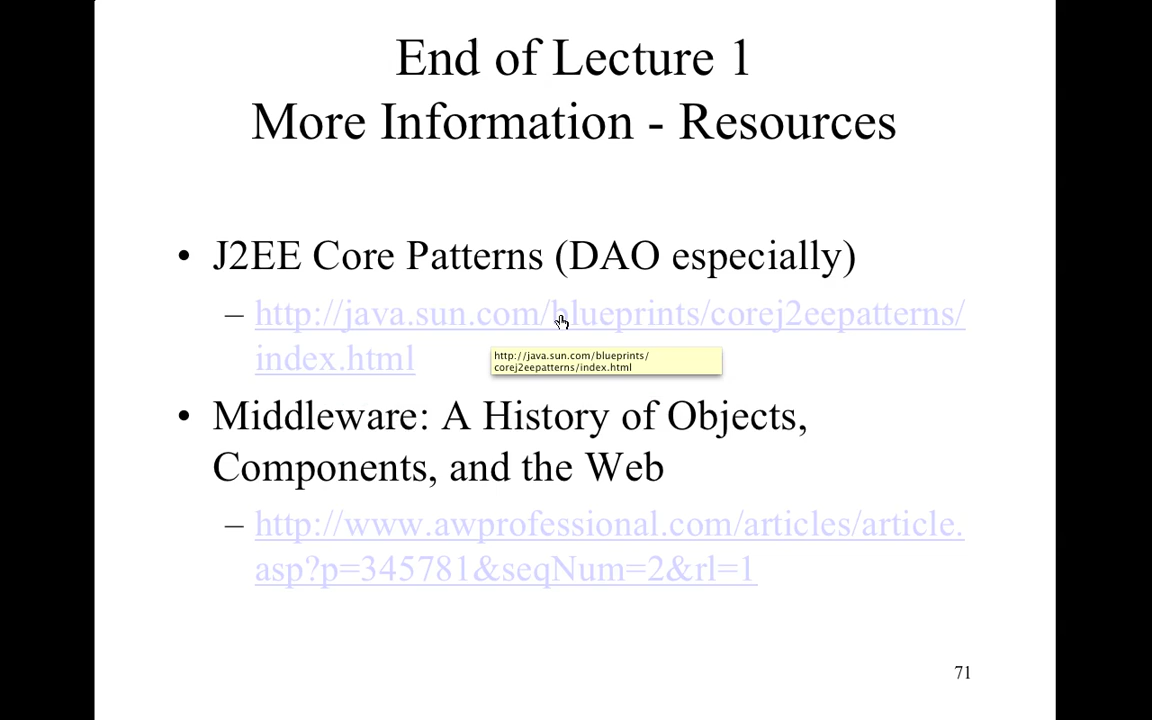 End of Lecture 1
More Information - Resources
• J2EE Core Patterns (DAO especially)
– http://java.sun.com/blueprints/corej2eepatterns/
index.html
http://java.sun.com/blueprints/
corej2eepatterns/index.html
• Middleware: A History of Objects,
Components, and the Web
– http://www.awprofessional.com/articles/article.
asp?p=345781&seqNum=2&rl=1
71